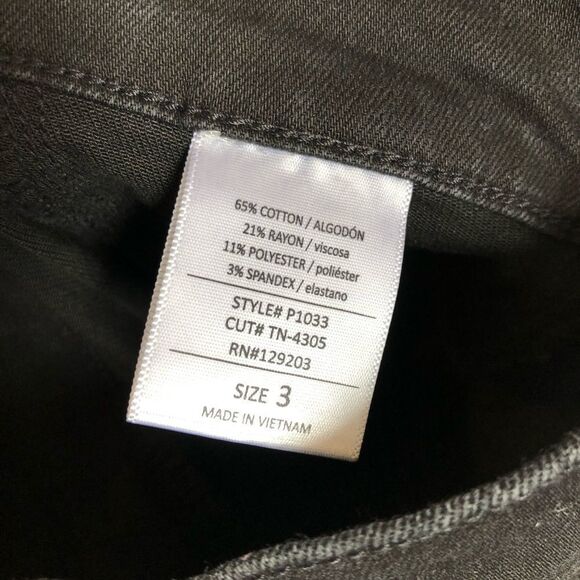 65% COTTON / ALGODÓN
21% RAYON / viscosa
11% POLYESTER / poliéster
3% SPANDEX / elastano
STYLE# P1033
CUT# TN-4305
RN#129203
SIZE 3
MADE IN VIETNAM